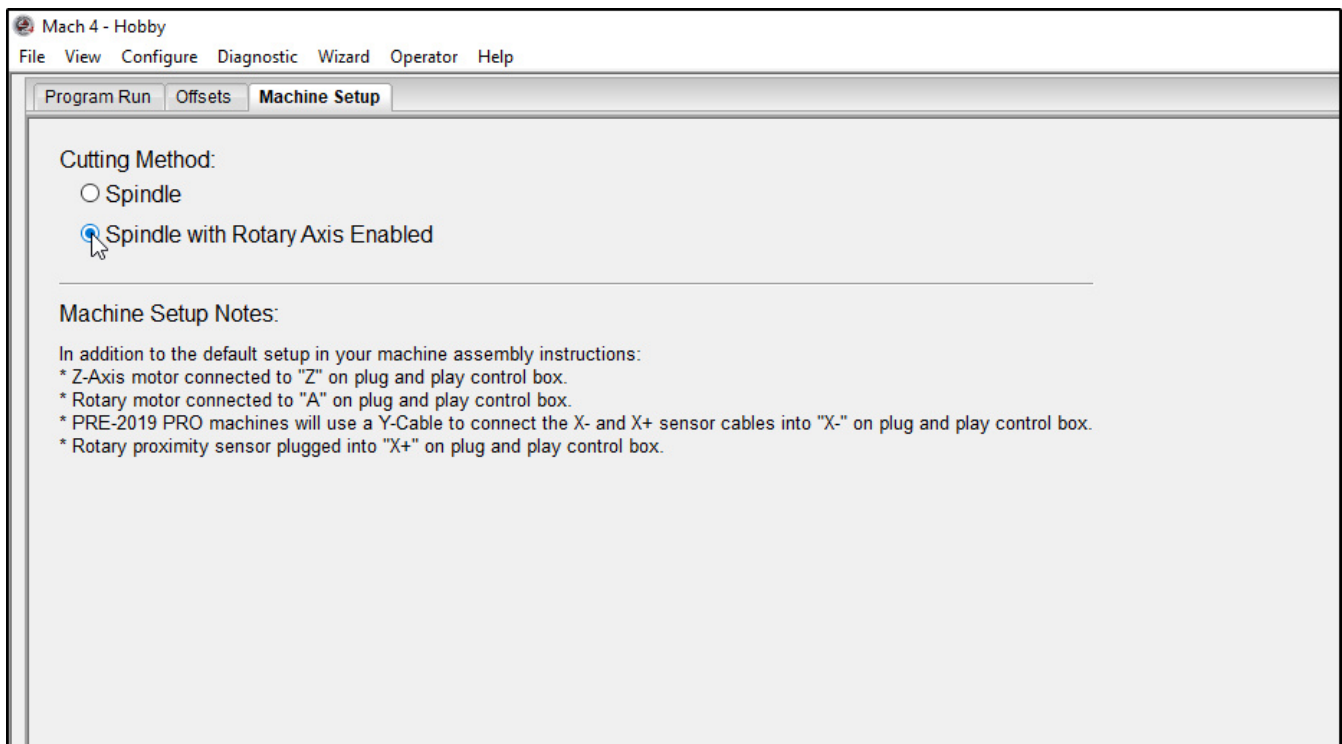 Mach 4 - Hobby
File View Configure Diagnostic Wizard Operator Help
Program Run Offsets Machine Setup
Cutting Method:
Spindle
Spindle with Rotary Axis Enabled
Machine Setup Notes:
In addition to the default setup in your machine assembly instructions:
* Z-Axis motor connected to "Z" on plug and play control box.
* Rotary motor connected to "A" on plug and play control box.
* PRE-2019 PRO machines will use a Y-Cable to connect the X- and X+ sensor cables into "X-" on plug and play control box.
* Rotary proximity sensor plugged into "X+" on plug and play control box.